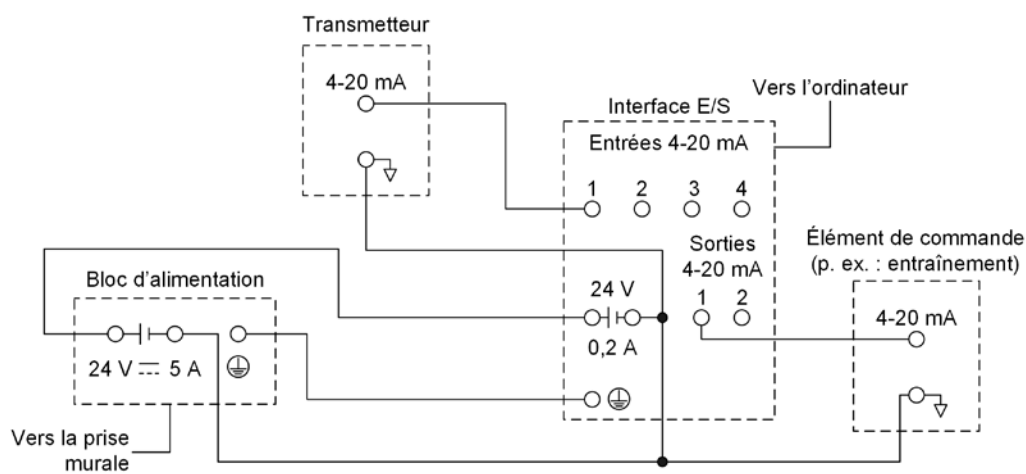 Transmetteur
4-20 mA
Vers l'ordinateur
Interface E/S
Entrées 4-20 mA
1 2 3 4
Sorties
4-20 mA
1 2
24 V
0,2 A
Élément de commande
(p. ex. : entraînement)
4-20 mA
Bloc d'alimentation
24 V ⎓ 5 A
Vers la prise
murale